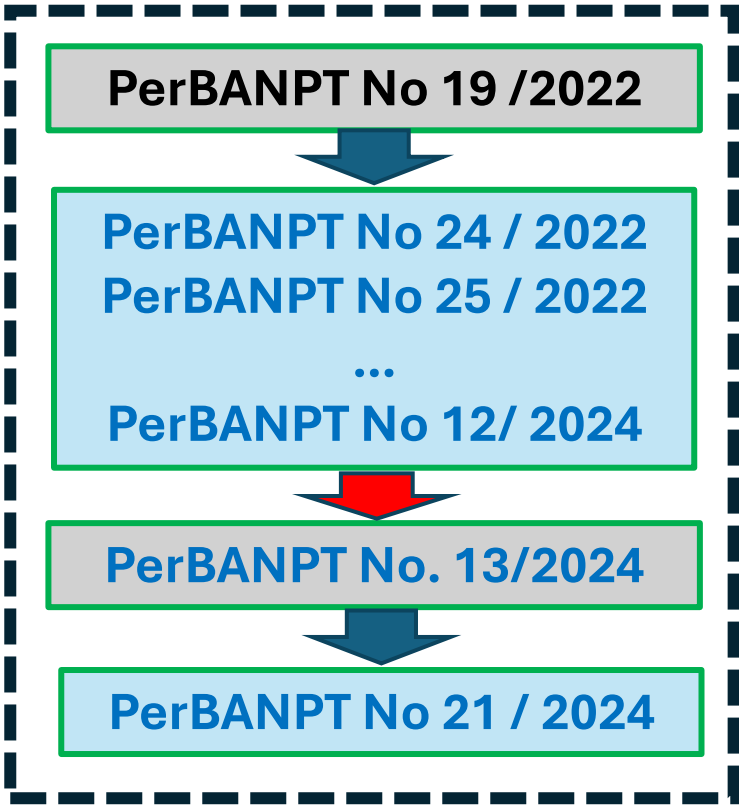 PerBANPT No 19 /2022
PerBANPT No 24 / 2022
PerBANPT No 25 / 2022
...
PerBANPT No 12/ 2024
PerBANPT No. 13/2024
PerBANPT No 21 / 2024